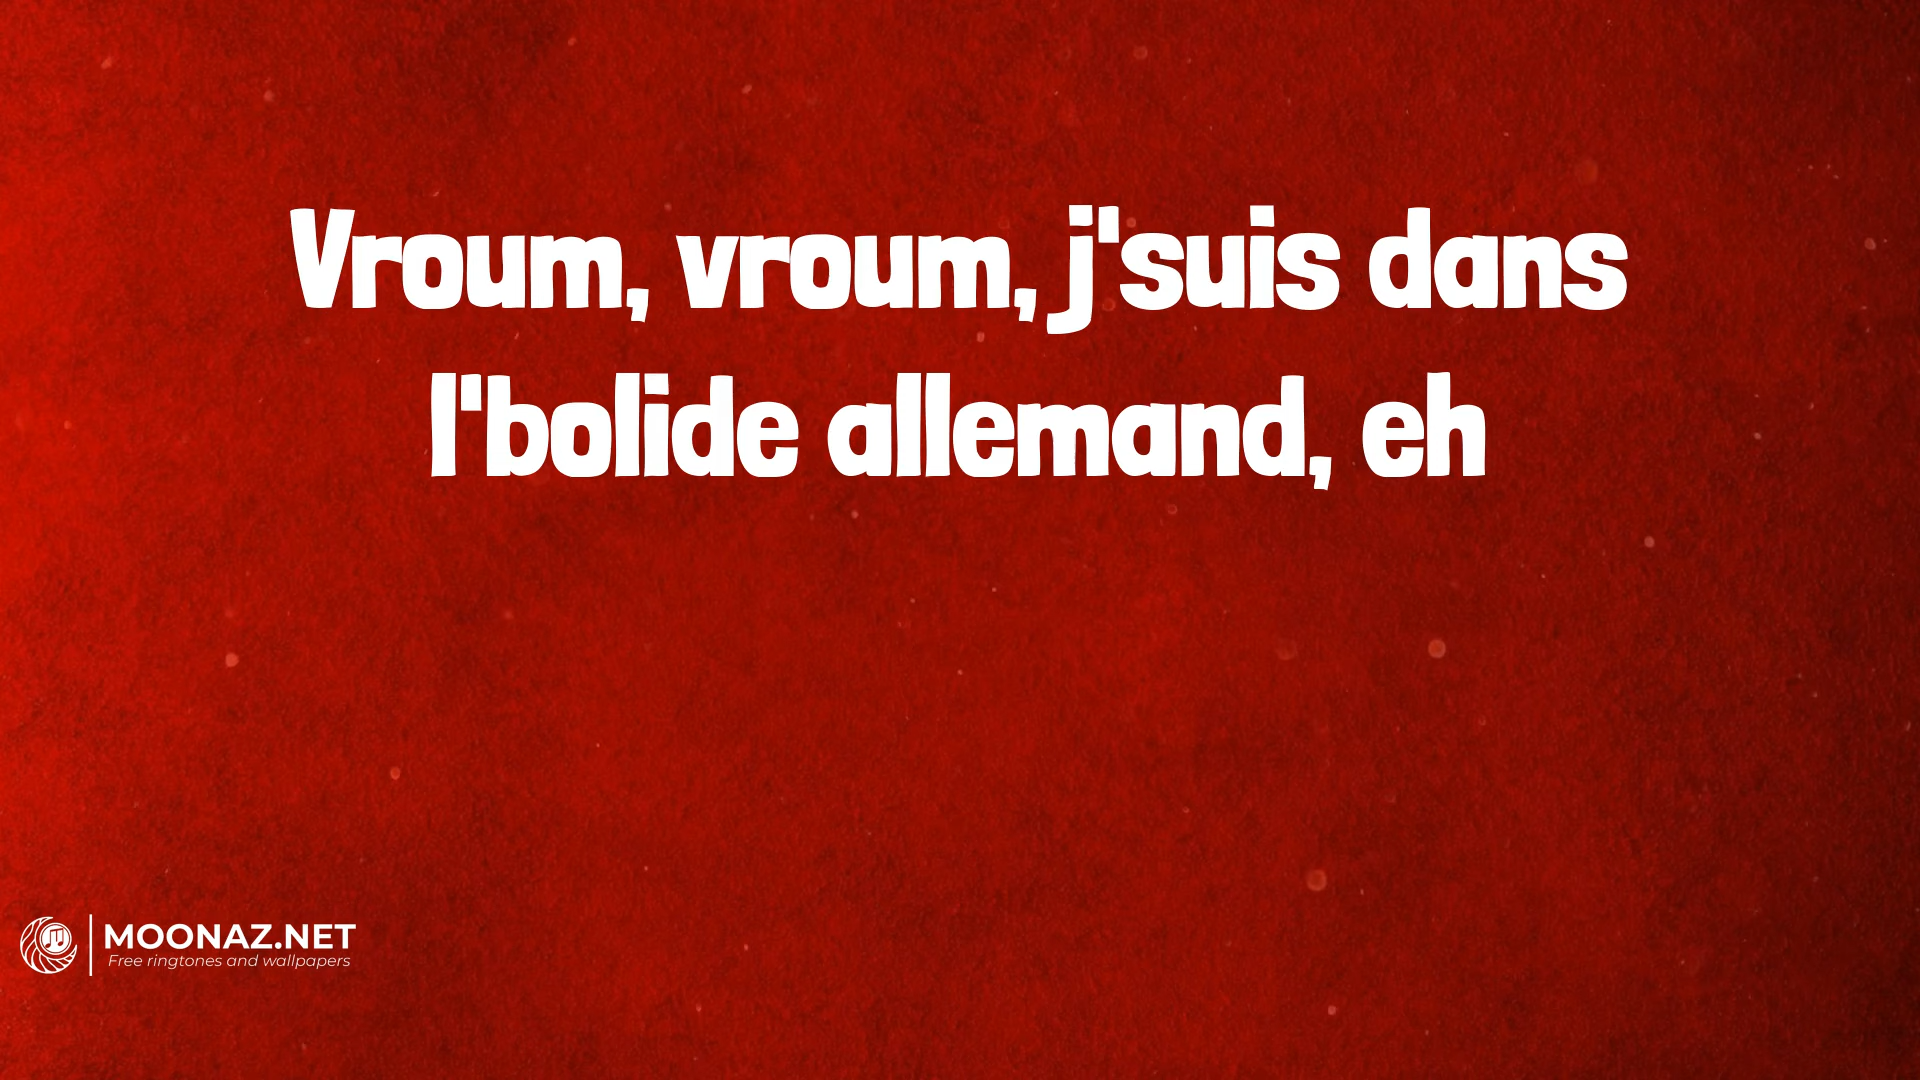 Vroum, vroum, j'suis dans
l'bolide allemand, eh
MOONAZ.NET
Free ringtones and wallpapers